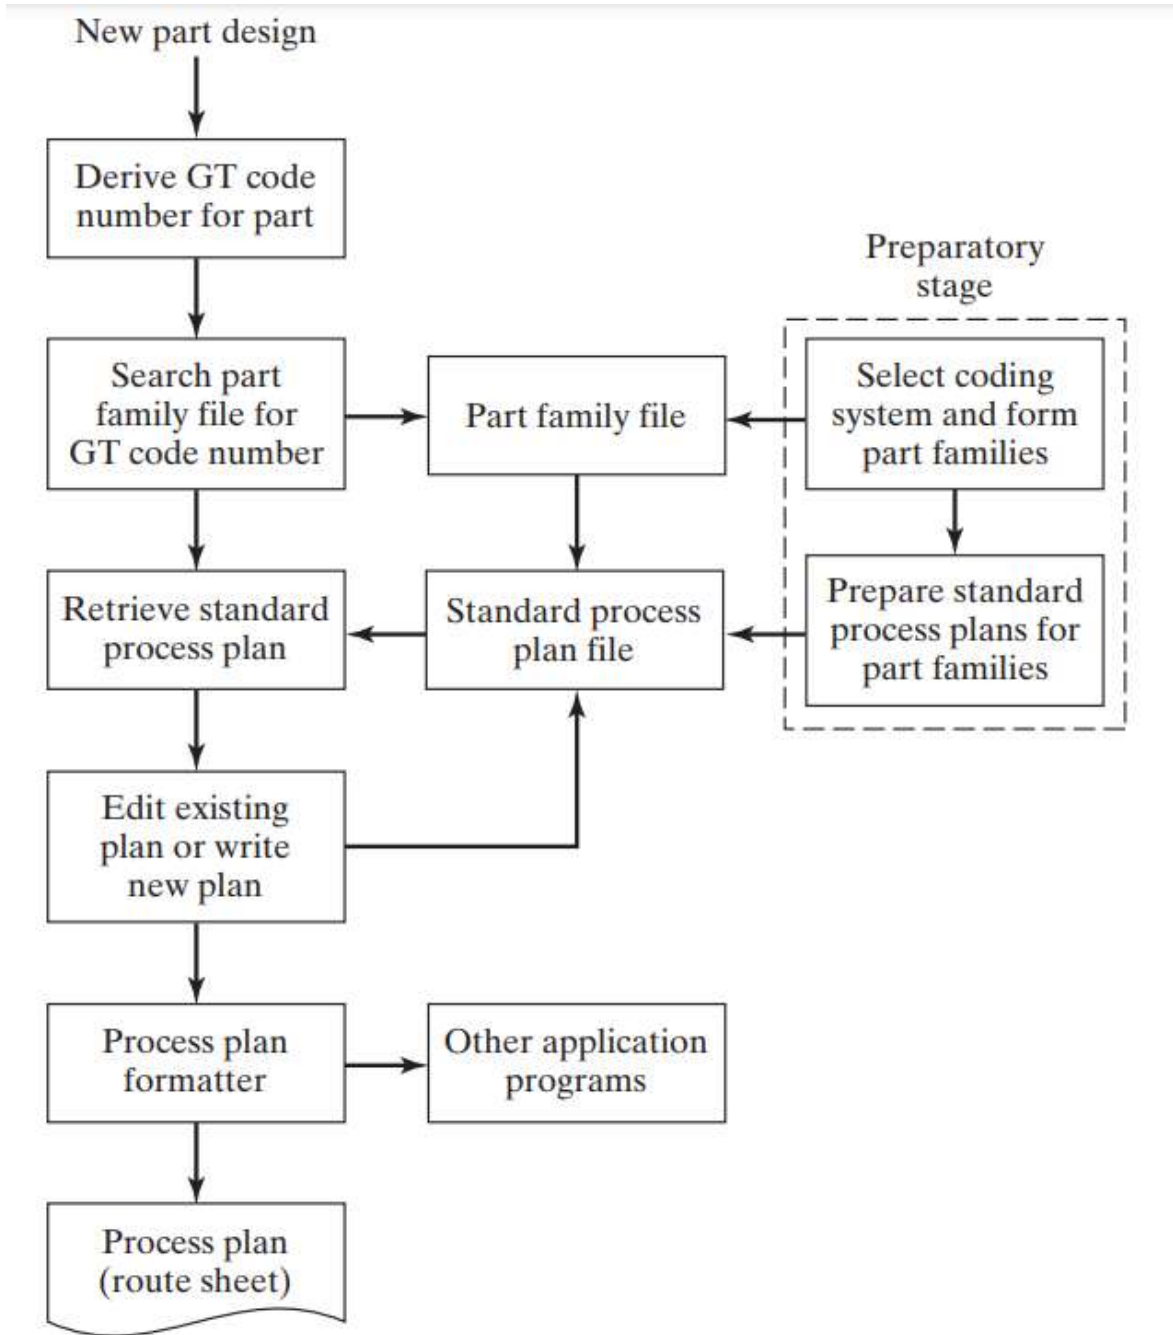 New part design
Derive GT code
number for part
Preparatory
stage
Search part
family file for
GT code number
Part family file
Select coding
system and form
part families
Retrieve standard
process plan
Standard process
plan file
Prepare standard
process plans for
part families
Edit existing
plan or write
new plan
Process plan
formatter
Other application
programs
Process plan
(route sheet)